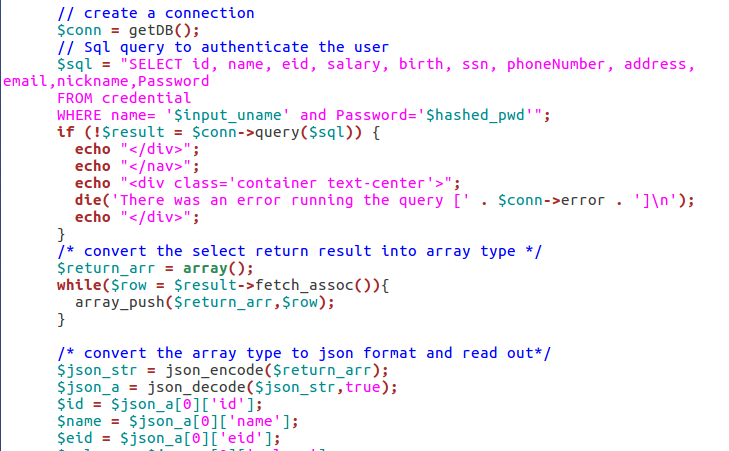 // create a connection
$conn = getDB();
// Sql query to authenticate the user
$sql = "SELECT id, name, eid, salary, birth, ssn, phoneNumber, address,
email,nickname,Password
FROM credential
WHERE name= '$input_uname' and Password='$hashed_pwd'";
if (!$result = $conn->query($sql)) {
echo "</div>";
echo "</nav>";
echo "<div class='container text-center'>";
die('There was an error running the query [' . $conn->error . ']\n');
echo "</div>";
}
/* convert the select return result into array type */
$return_arr = array();
while($row = $result->fetch_assoc()){
array_push($return_arr,$row);
}
/* convert the array type to json format and read out*/
$json_str = json_encode($return_arr);
$json_a = json_decode($json_str,true);
$id = $json_a[0]['id'];
$name = $json_a[0]['name'];
$eid = $json_a[0]['eid'];